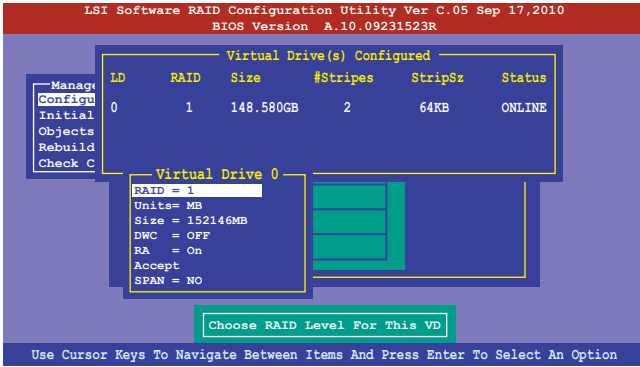 LSI Software RAID Configuration Utility Ver C.05 Sep 17,2010
BIOS Version A.10.09231523R
Virtual Drive(s) Configured
LD RAID Size #Stripes StripSz Status
0 1 148.580GB 2 64KB ONLINE
Manage
Configu
Initial
Objects
Rebuild
Check C
Virtual Drive 0
RAID = 1
Units= MB
Size = 152146MB
DWC = OFF
RA = On
Accept
SPAN = NO
Choose RAID Level For This VD
Use Cursor Keys To Navigate Between Items And Press Enter To Select An Option